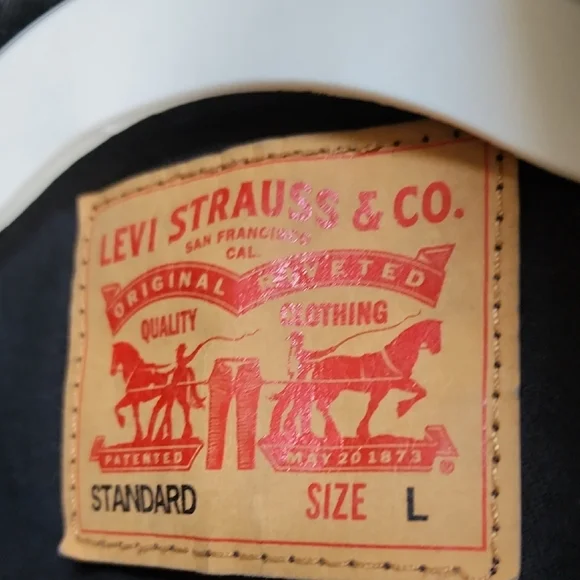 LEVI STRAUSS & CO.
SAN FRANCISCO
CAL.
ORIGINAL RIVETED
QUALITY CLOTHING
PATENTED MAY 20 1873
STANDARD SIZE L